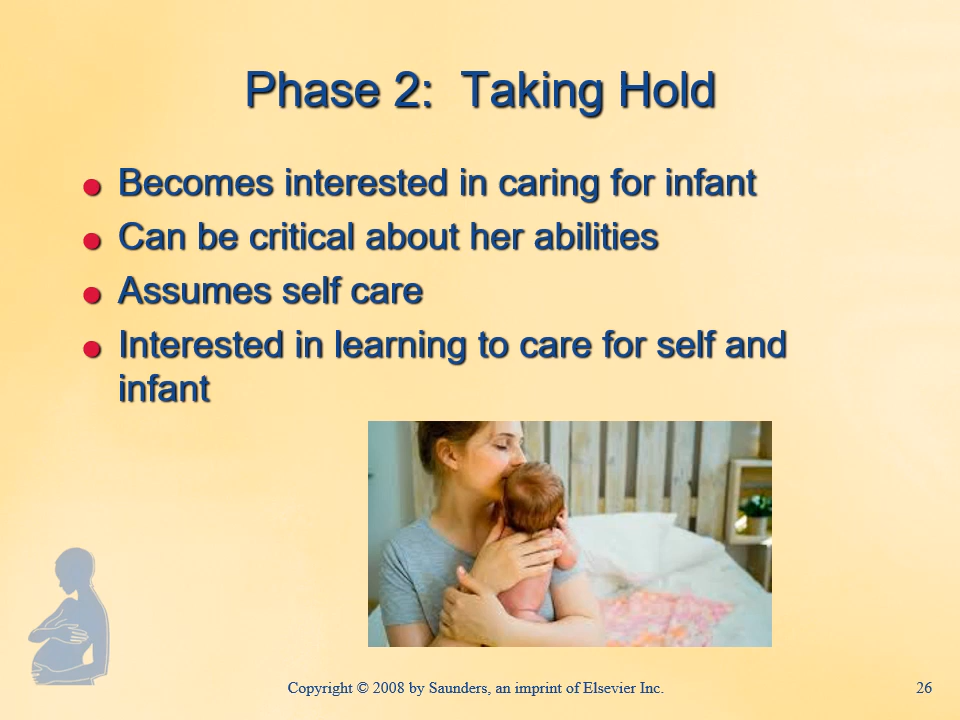 Phase 2: Taking Hold
Becomes interested in caring for infant
Can be critical about her abilities
Assumes self care
Interested in learning to care for self and
infant
Copyright © 2008 by Saunders, an imprint of Elsevier Inc.
26